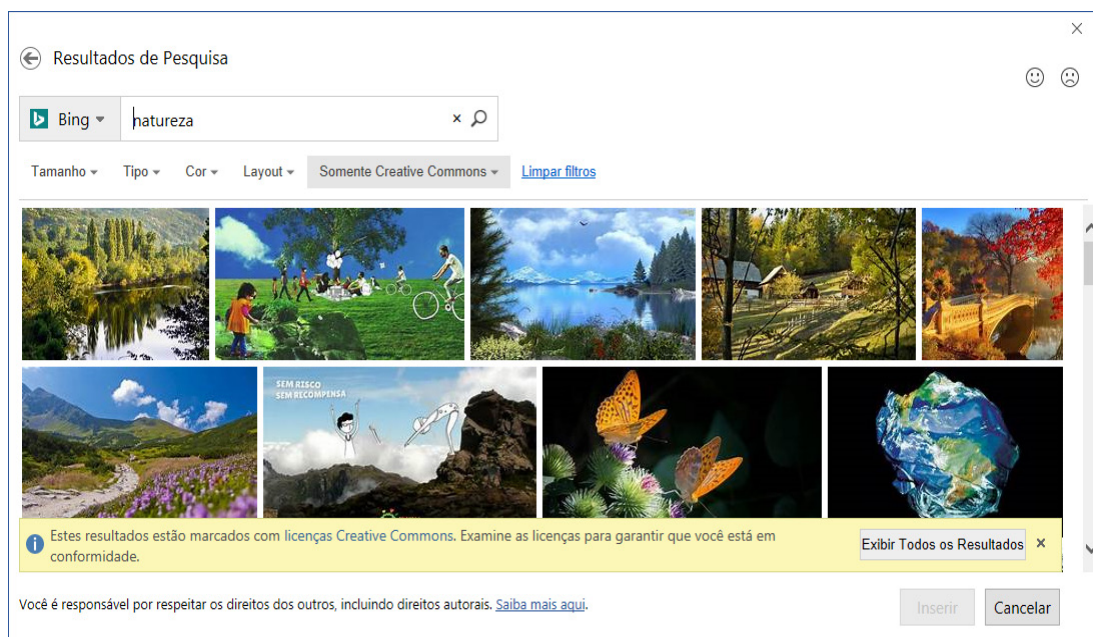 Resultados de Pesquisa
Bing
natureza
Tamanho
Tipo
Cor
Layout
Somente Creative Commons
Limpar filtros
SEM RISCO
SEM RECOMPENSA
Estes resultados estão marcados com licenças Creative Commons. Examine as licenças para garantir que você está em
conformidade.
Exibir Todos os Resultados
Você é responsável por respeitar os direitos dos outros, incluindo direitos autorais. Saiba mais aqui.
Inserir
Cancelar